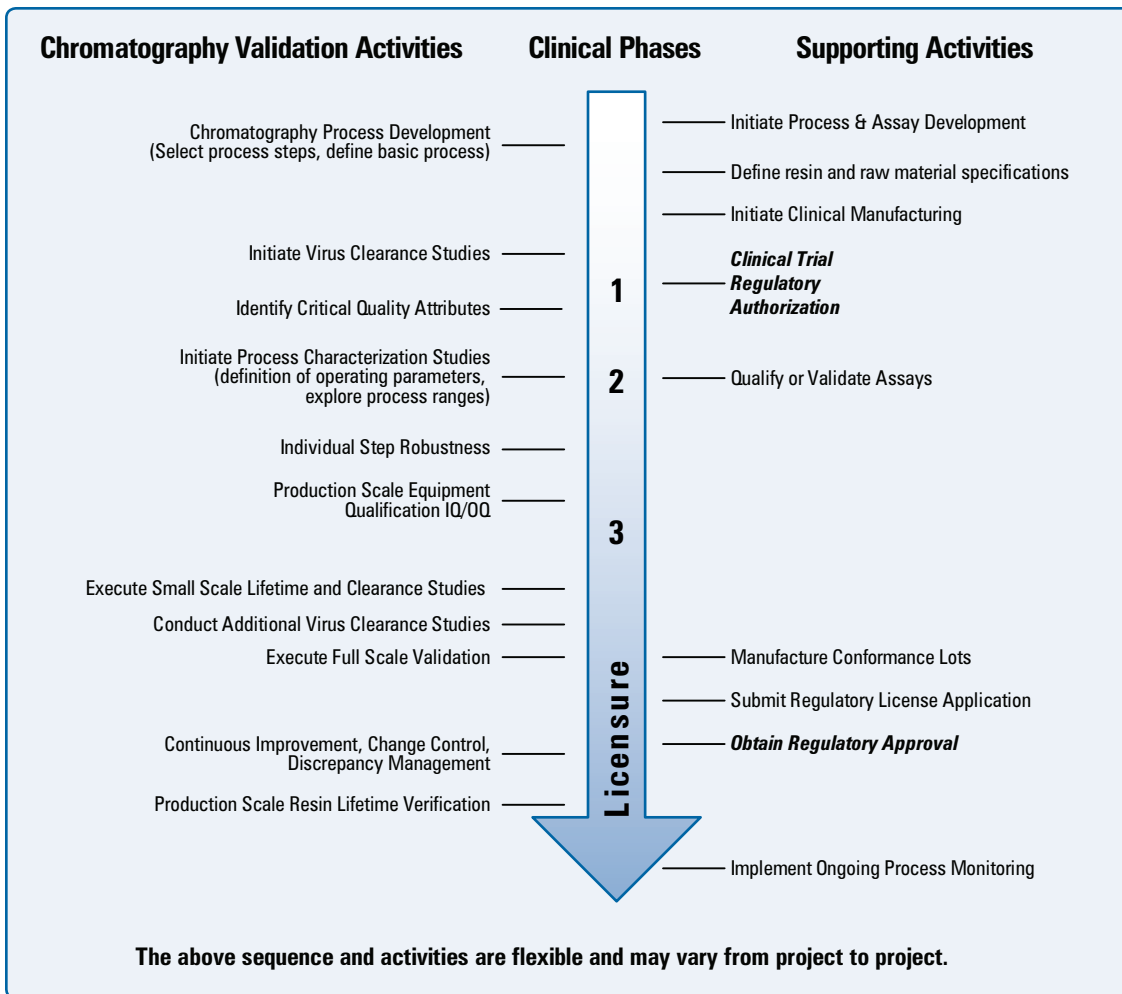 Chromatography Validation Activities
Clinical Phases
Supporting Activities
Chromatography Process Development
(Select process steps, define basic process)
Initiate Virus Clearance Studies
Identify Critical Quality Attributes
Initiate Process Characterization Studies
(definition of operating parameters,
explore process ranges)
Individual Step Robustness
Production Scale Equipment
Qualification IQ/OQ
Execute Small Scale Lifetime and Clearance Studies
Conduct Additional Virus Clearance Studies
Execute Full Scale Validation
Continuous Improvement, Change Control,
Discrepancy Management
Production Scale Resin Lifetime Verification
1
2
3
Licensure
Initiate Process & Assay Development
Define resin and raw material specifications
Initiate Clinical Manufacturing
Clinical Trial
Regulatory
Authorization
Qualify or Validate Assays
Manufacture Conformance Lots
Submit Regulatory License Application
Obtain Regulatory Approval
Implement Ongoing Process Monitoring
The above sequence and activities are flexible and may vary from project to project.